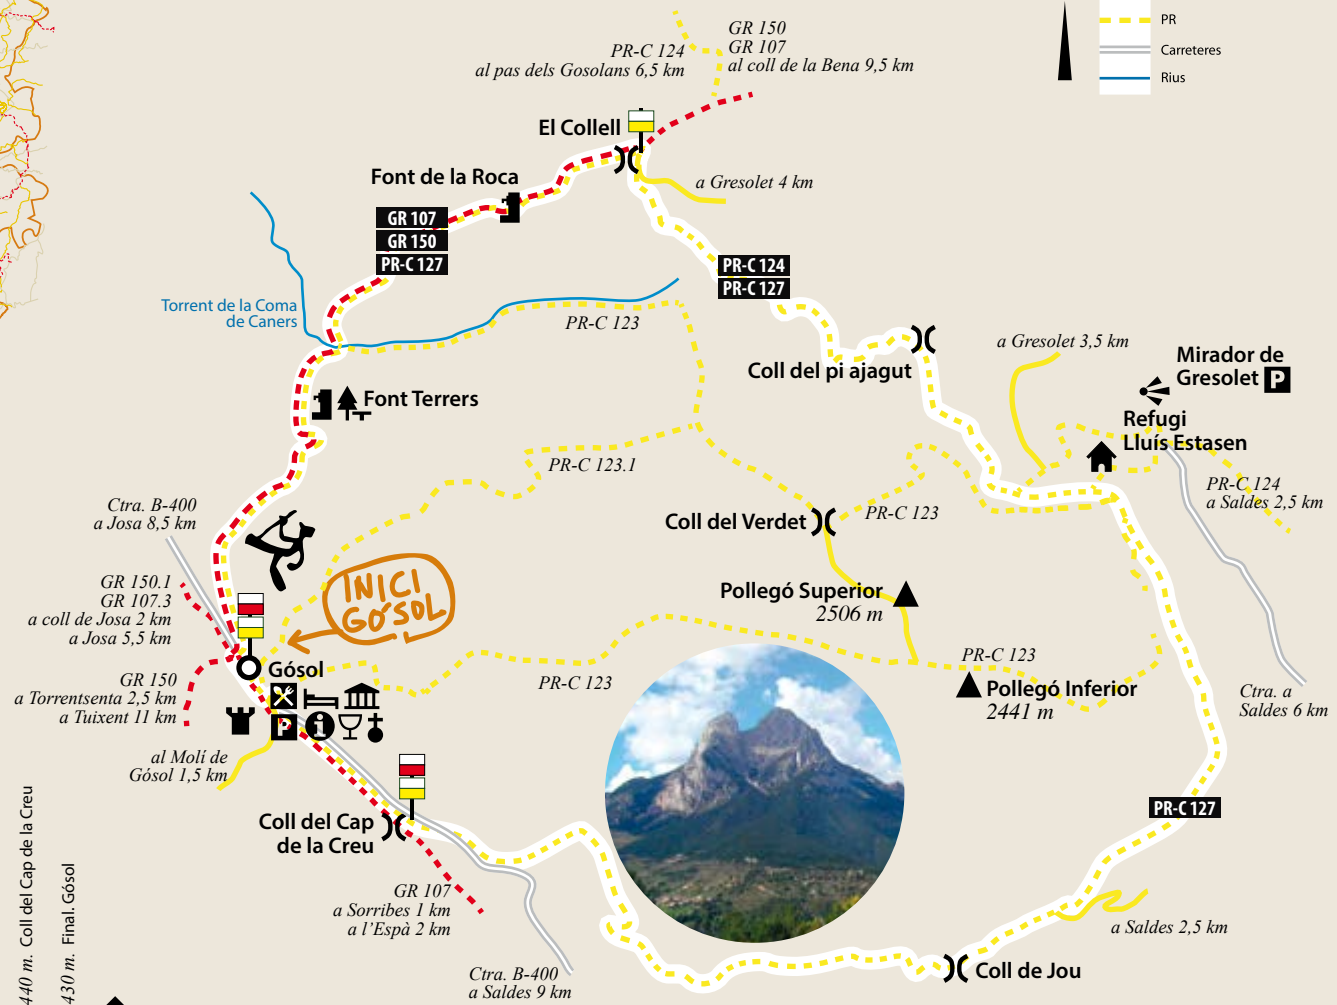 PR
Carreteres
Rius
PR-C 124
al pas dels Gosolans 6,5 km
GR 150
GR 107
al coll de la Bena 9,5 km
El Collell
a Gresolet 4 km
Font de la Roca
GR 107
GR 150
PR-C 127
PR-C 124
PR-C 127
Torrent de la Coma
de Caners
PR-C 123
Coll del pi ajagut
a Gresolet 3,5 km
Mirador de
Gresolet P
Refugi
Lluís Estasen
Font Terrers
PR-C 123.1
PR-C 124
a Saldes 2,5 km
Ctra. B-400
a Josa 8,5 km
Coll del Verdet
PR-C 123
INICI
GÓSOL
GR 150.1
GR 107.3
a coll de Josa 2 km
a Josa 5,5 km
Pollegó Superior
2506 m
Gósol
GR 150
a Torrentsenta 2,5 km
a Tuixent 11 km
PR-C 123
PR-C 123
Pollegó Inferior
2441 m
Ctra. a
Saldes 6 km
P
i
al Molí de
Gósol 1,5 km
Coll del Cap
de la Creu
PR-C 127
GR 107
a Sorribes 1 km
a l'Espà 2 km
a Saldes 2,5 km
Coll de Jou
Ctra. B-400
a Saldes 9 km
440 m. Coll del Cap de la Creu
430 m. Final. Gósol